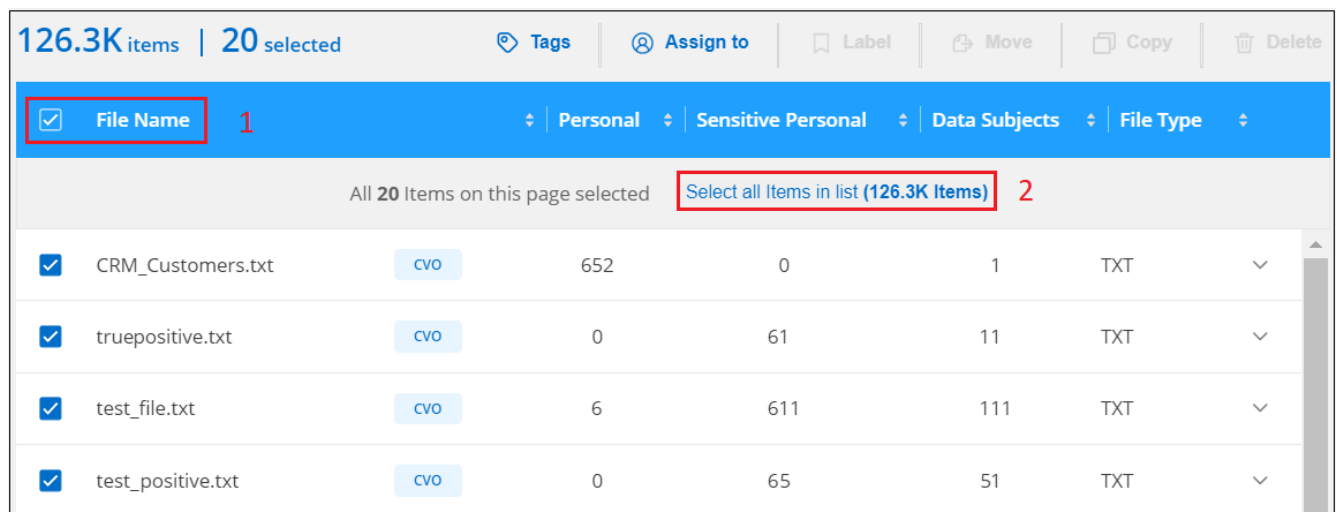 126.3K items | 20 selected Tags Assign to Label Move Copy Delete
File Name 1 Personal Sensitive Personal Data Subjects File Type
All 20 Items on this page selected Select all Items in list (126.3K Items) 2
CRM_Customers.txt CVO 652 0 1 TXT
truepositive.txt CVO 0 61 11 TXT
test_file.txt CVO 6 611 111 TXT
test_positive.txt CVO 0 65 51 TXT